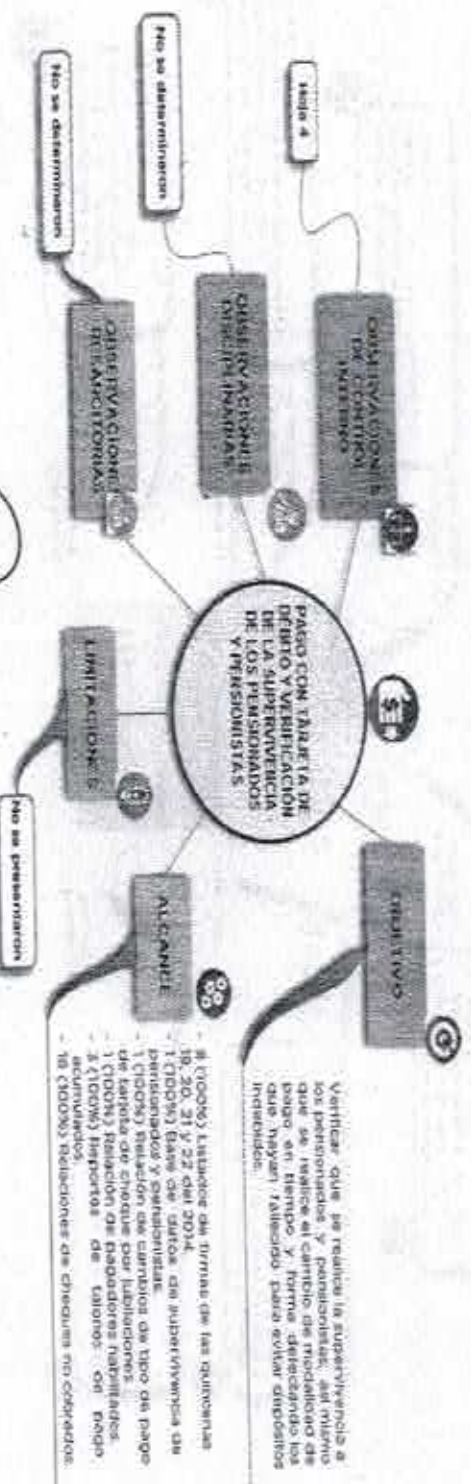 PAGO CON TARJETA DE
DÉBITO Y VERIFICACIÓN
DE LA SUPERVIVENCIA
DE LOS PENSIONADOS
Y PENSIONISTAS
OBJETIVO
Verificar que se realice la supervivencia a
los pensionados y pensionistas, así mismo
que se realice el cambio de modalidad de
pago en tiempo y forma detectando los
que hayan fallecido para evitar depósitos
indebidos.
ALCANCE
- 8 (100%) Listados de firmas de las quincenas
19, 20, 21 y 22 del 2014.
- 1 (100%) Base de datos de supervivencia de
pensionados y pensionistas.
- 1 (100%) Relación de cambios de tipo de pago
de tarjeta de cheque por jubilaciones.
- 1 (100%) Relación de pagadores habilitados.
- 3 (100%) Reportes de talones de pago
acumulados.
- 18 (100%) Relaciones de cheques no cobrados.
LIMITACIONES
No se presentaron
OBSERVACIONES
DE CONTROL
INTERNO
Hoja 4
OBSERVACIONES
DISCIPLINARIAS
No se determinaron
OBSERVACIONES
No se determinaron